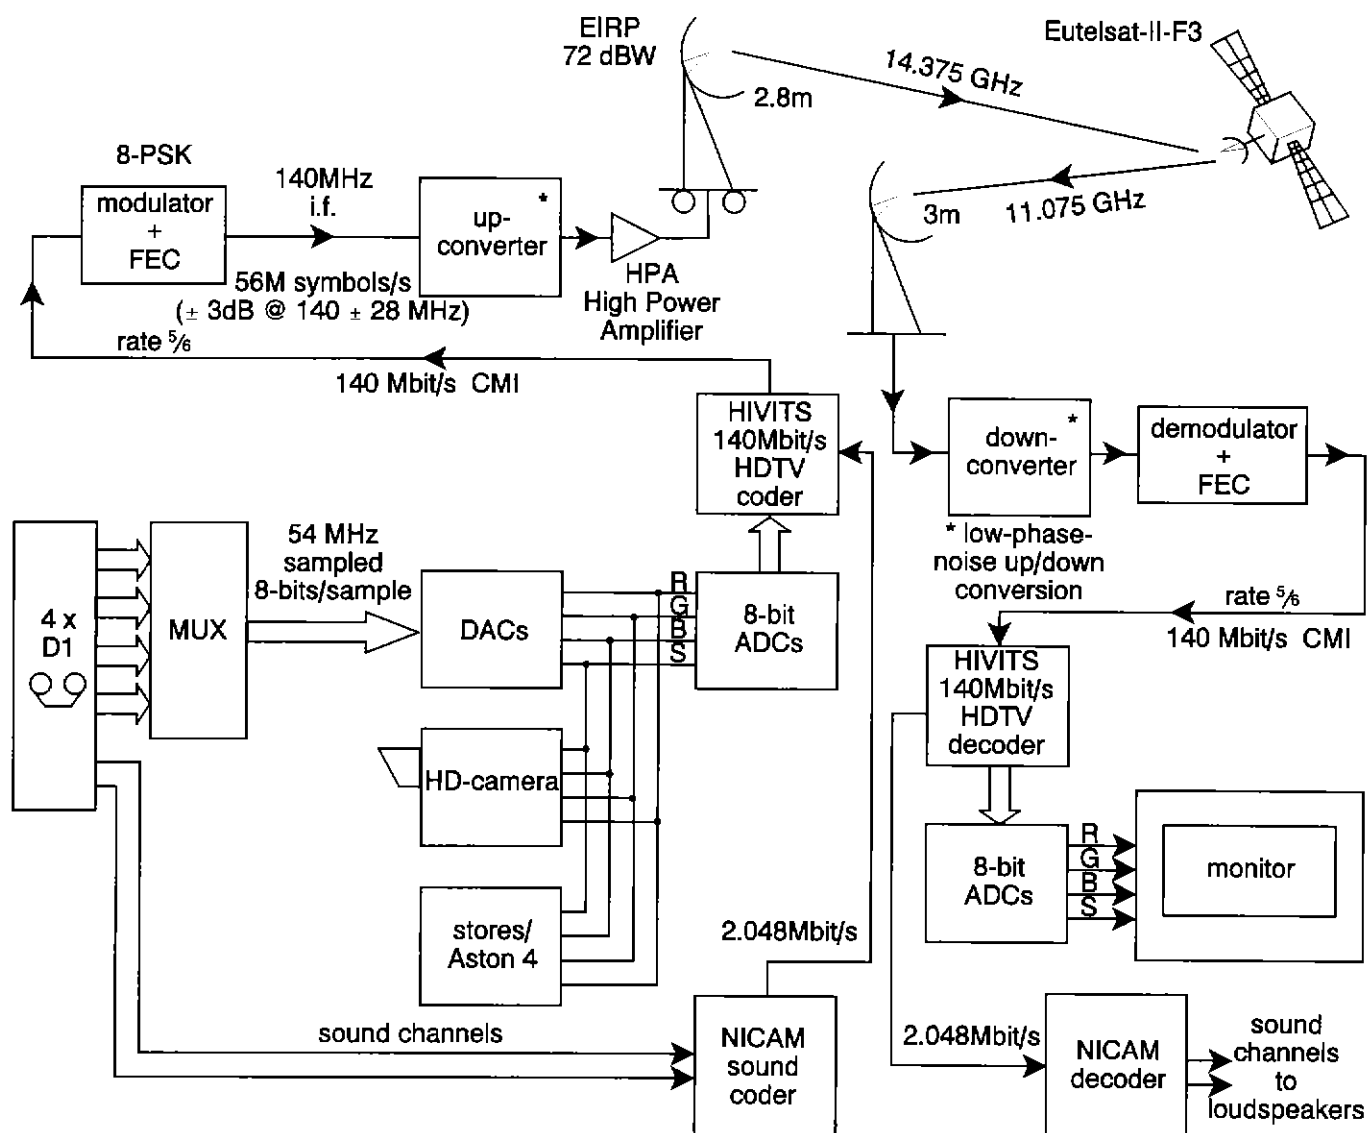 EIRP
72 dBW
Eutelsat-II-F3
14.375 GHz
2.8m
8-PSK
modulator
+
FEC
140MHz
i.f.
56M symbols/s
(± 3dB @ 140 ± 28 MHz)
up-
converter
*
HPA
High Power
Amplifier
3m
11.075 GHz
rate 5/6
140 Mbit/s CMI
HIVITS
140Mbit/s
HDTV
coder
down-
converter
*
demodulator
+
FEC
* low-phase-
noise up/down
conversion
rate 5/6
140 Mbit/s CMI
4 x
D1
MUX
54 MHz
sampled
8-bits/sample
DACs
R
G
B
S
8-bit
ADCs
HIVITS
140Mbit/s
HDTV
decoder
HD-camera
stores/
Aston 4
8-bit
ADCs
R
G
B
S
monitor
2.048Mbit/s
sound channels
NICAM
sound
coder
2.048Mbit/s
NICAM
decoder
sound
channels
to
loudspeakers